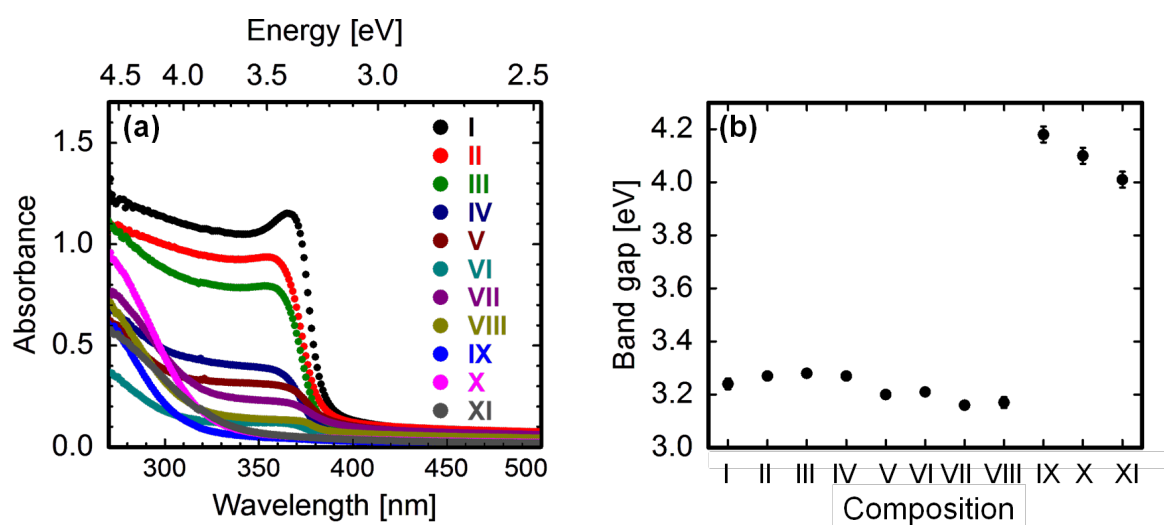 Energy [eV]
4.5 4.0 3.5 3.0 2.5
(a)
1.5
1.0
0.5
0.0
Absorbance
I
II
III
IV
V
VI
VII
VIII
IX
X
XI
300 350 400 450 500
Wavelength [nm]
(b)
4.2
4.0
3.8
3.6
3.4
3.2
3.0
Band gap [eV]
I II III IV V VI VII VIII IX X XI
Composition